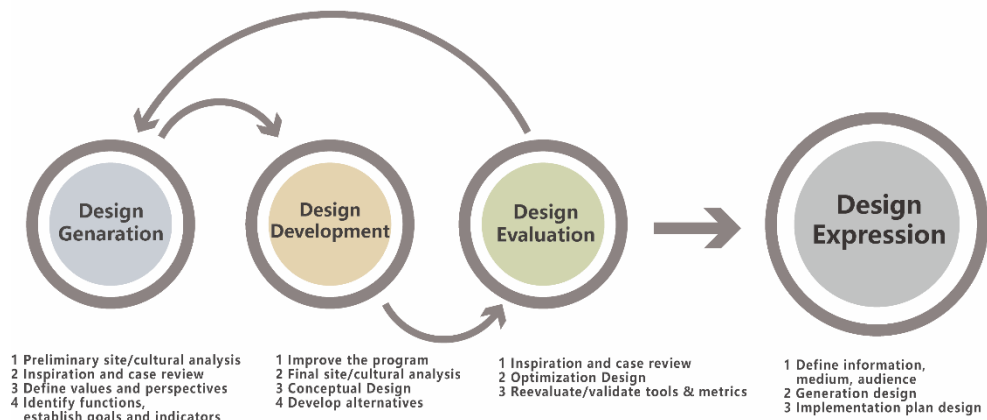 Design
Genaration
Design
Development
Design
Evaluation
Design
Expression
1 Preliminary site/cultural analysis
2 Inspiration and case review
3 Define values and perspectives
4 Identify functions,
establish goals and indicators
1 Improve the program
2 Final site/cultural analysis
3 Conceptual Design
4 Develop alternatives
1 Inspiration and case review
2 Optimization Design
3 Reevaluate/validate tools & metrics
1 Define information,
medium, audience
2 Generation design
3 Implementation plan design